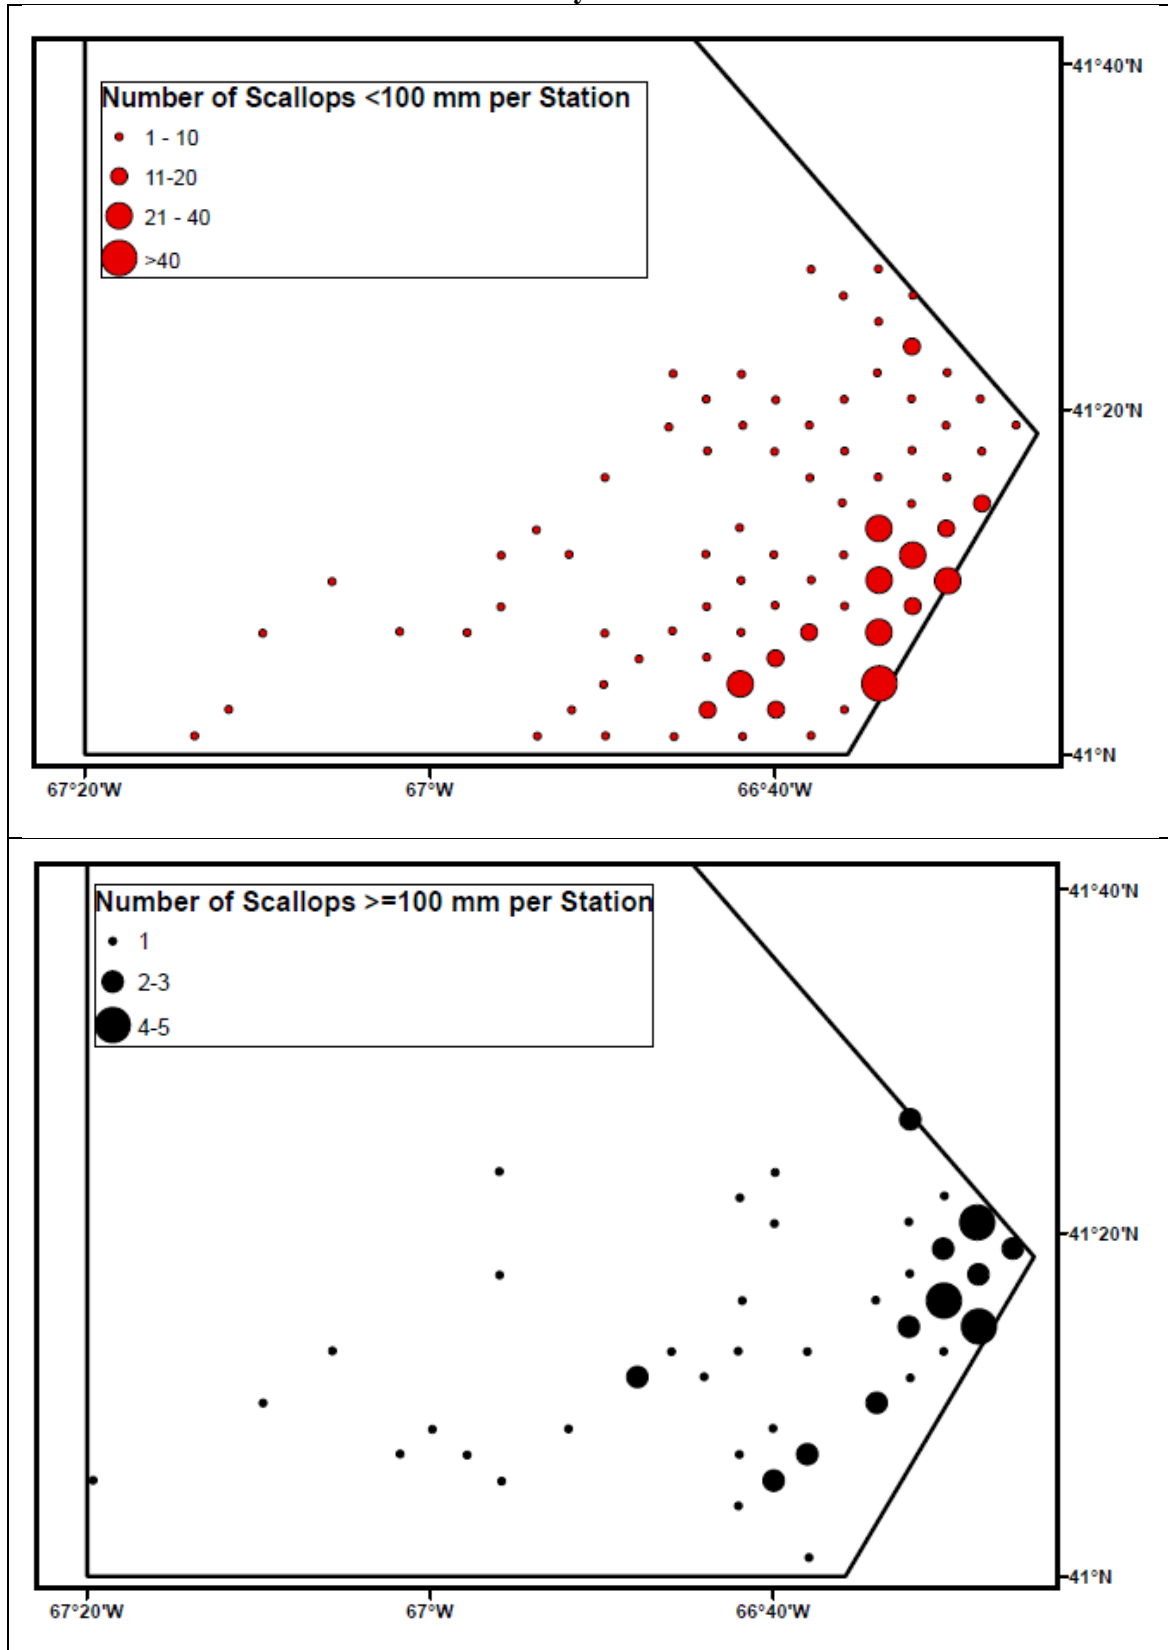 Number of Scallops <100 mm per Station
1 - 10
11-20
21 - 40
>40
41°40'N
41°20'N
41°N
67°20'W
67°W
66°40'W
Number of Scallops >=100 mm per Station
1
2-3
4-5
41°40'N
41°20'N
41°N
67°20'W
67°W
66°40'W